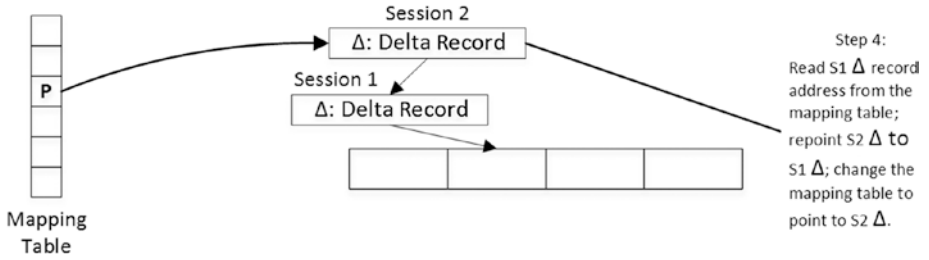 Session 2
Δ: Delta Record
Session 1
Δ: Delta Record
P
Mapping
Table
Step 4:
Read S1 Δ record
address from the
mapping table;
repoint S2 Δ to
S1 Δ; change the
mapping table to
point to S2 Δ.